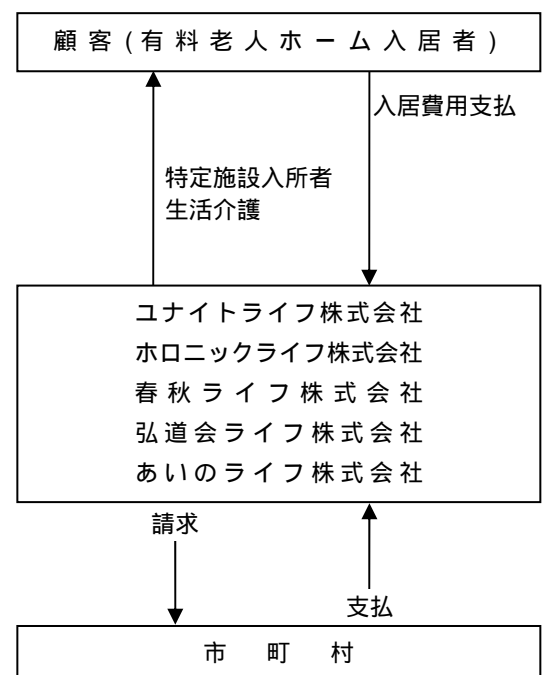 顧客(有料老人ホーム入居者)
入居費用支払
特定施設入所者
生活介護
ユナイトライフ株式会社
ホロニックライフ株式会社
春秋ライフ株式会社
弘道会ライフ株式会社
あいのライフ株式会社
請求
支払
市町村